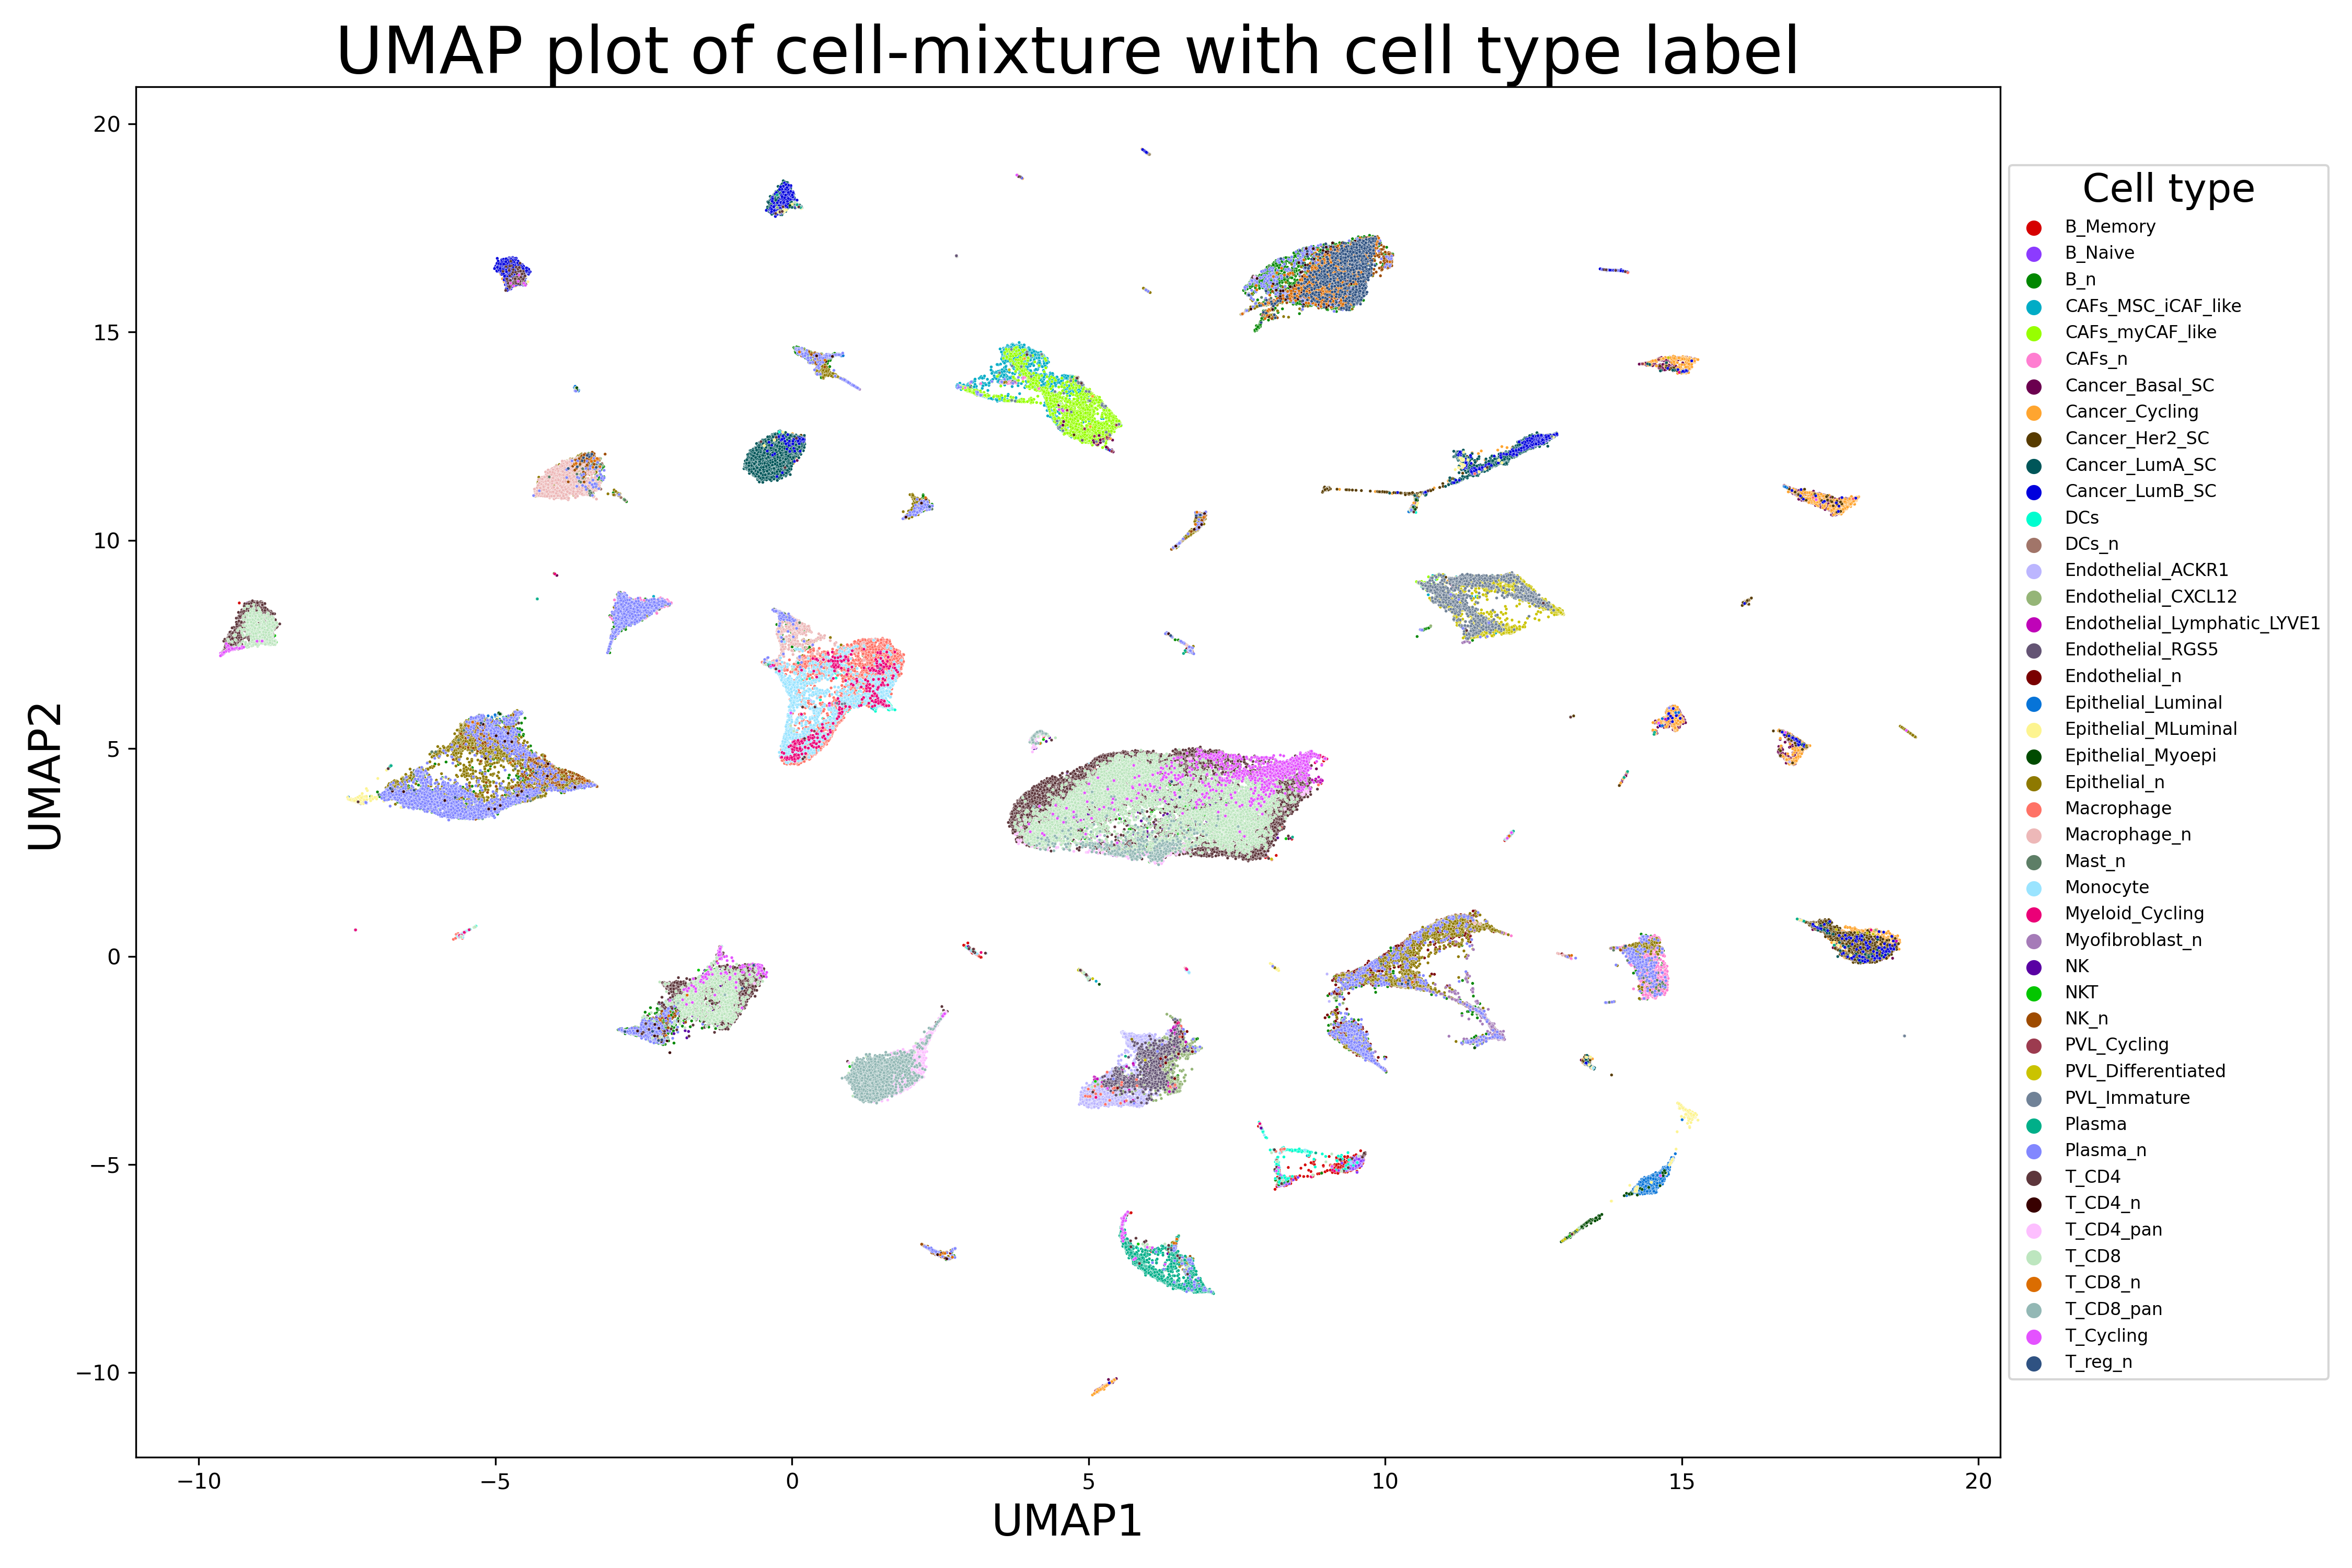 UMAP plot of cell-mixture with cell type label
20
15
10
5
0
−5
−10
UMAP2
−10
−5
0
5
10
15
20
UMAP1
Cell type
B_Memory
B_Naive
B_n
CAFs_MSC_iCAF_like
CAFs_myCAF_like
CAFs_n
Cancer_Basal_SC
Cancer_Cycling
Cancer_Her2_SC
Cancer_LumA_SC
Cancer_LumB_SC
DCs
DCs_n
Endothelial_ACKR1
Endothelial_CXCL12
Endothelial_Lymphatic_LYVE1
Endothelial_RGS5
Endothelial_n
Epithelial_Luminal
Epithelial_MLuminal
Epithelial_Myoepi
Epithelial_n
Macrophage
Macrophage_n
Mast_n
Monocyte
Myeloid_Cycling
Myofibroblast_n
NK
NKT
NK_n
PVL_Cycling
PVL_Differentiated
PVL_Immature
Plasma
Plasma_n
T_CD4
T_CD4_n
T_CD4_pan
T_CD8
T_CD8_n
T_CD8_pan
T_Cycling
T_reg_n